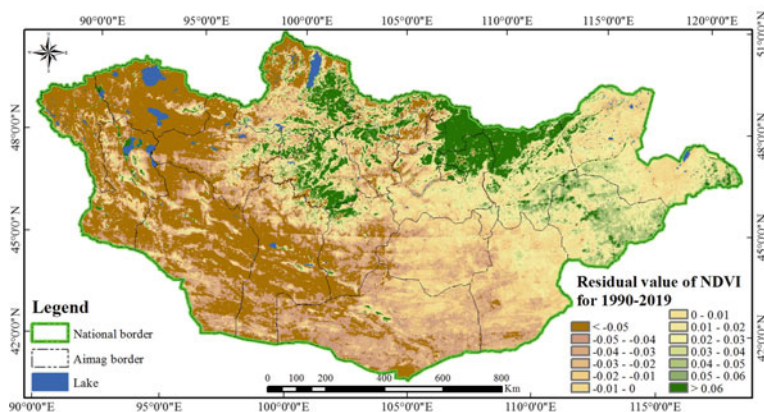 90°0'0"E 95°0'0"E 100°0'0"E 105°0'0"E 110°0'0"E 115°0'0"E 120°0'0"E
51°0'0"N
48°0'0"N 48°0'0"N
45°0'0"N 45°0'0"N
42°0'0"N 42°0'0"N
Legend
National border
Aimag border
Lake
0 100 200 400 600 800
Km
Residual value of NDVI
for 1990-2019
< -0.05
-0.05 - -0.04
-0.04 - -0.03
-0.03 - -0.02
-0.02 - -0.01
-0.01 - 0
0 - 0.01
0.01 - 0.02
0.02 - 0.03
0.03 - 0.04
0.04 - 0.05
0.05 - 0.06
> 0.06
90°0'0"E 95°0'0"E 100°0'0"E 105°0'0"E 110°0'0"E 115°0'0"E